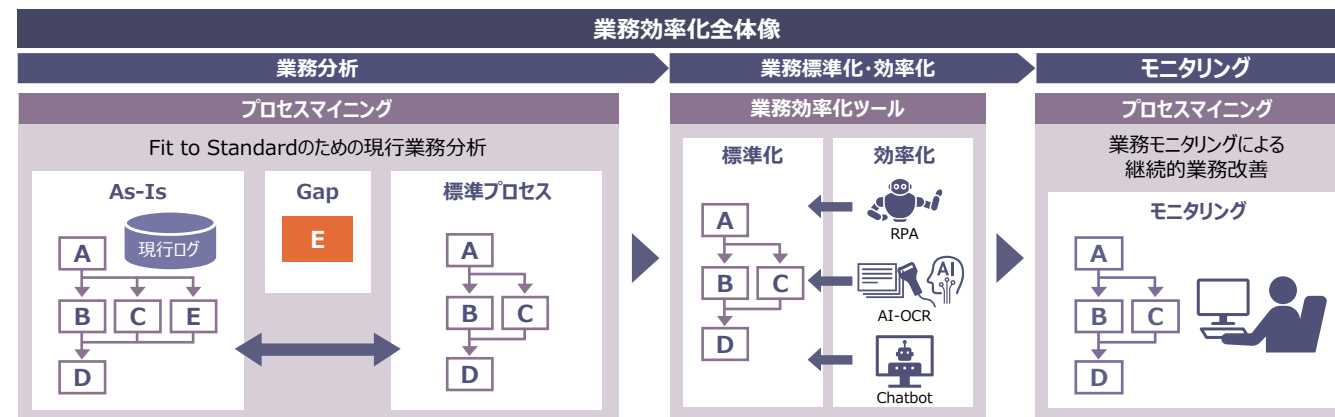 業務効率化全体像
業務分析
業務標準化・効率化
モニタリング
プロセスマイニング
Fit to Standardのための現行業務分析
As-Is
現行ログ
A
B C E
D
Gap
E
標準プロセス
A
B C
D
業務効率化ツール
標準化
A
B C
D
効率化
RPA
AI
AI-OCR
Chatbot
プロセスマイニング
業務モニタリングによる
継続的業務改善
モニタリング
A
B C
D